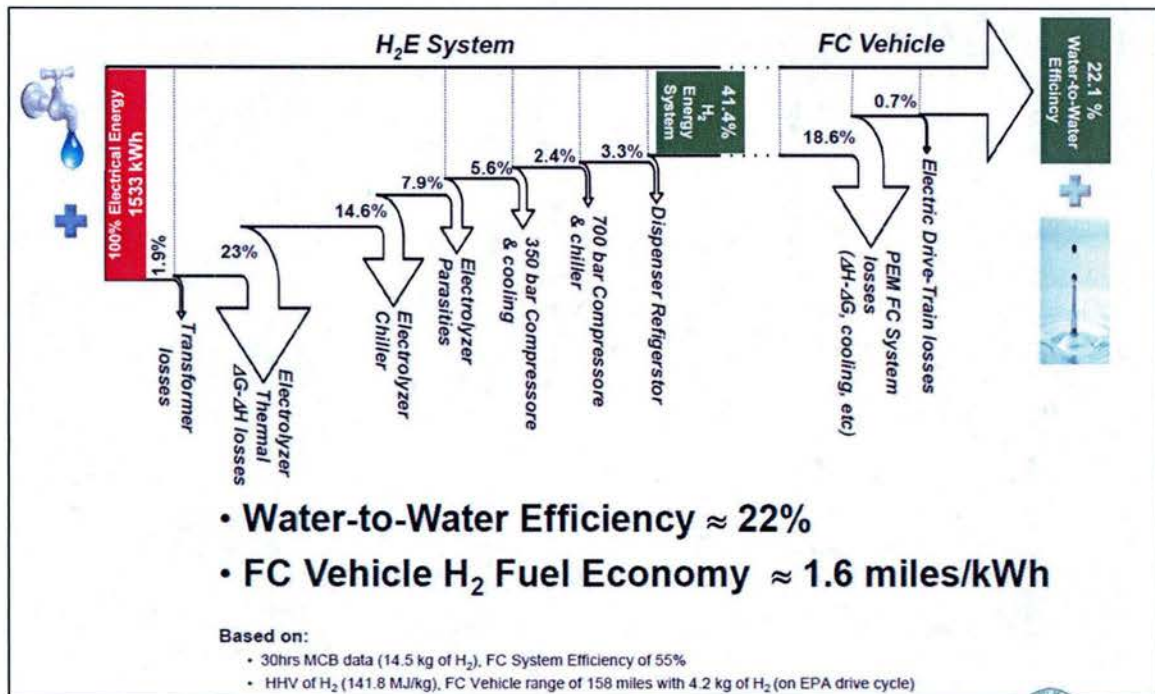 H2E System
FC Vehicle
100% Electrical Energy
1533 kWh
1.9%
Transformer
losses
23%
Electrolyzer
Thermal
ΔG-ΔH losses
14.6%
Electrolyzer
Chiller
7.9%
Electrolyzer
Parasities
5.6%
350 bar Compressore
& cooling
2.4%
700 bar Compressore
& chiller
3.3%
Dispenser Refigerstor
41.4%
H2
Energy
System
18.6%
PEM FC System
losses
(ΔH-ΔG, cooling, etc)
0.7%
Electric Drive-Train losses
22.1 %
Water-to-Water
Efficincy
• Water-to-Water Efficiency ≈ 22%
• FC Vehicle H2 Fuel Economy ≈ 1.6 miles/kWh
Based on:
• 30hrs MCB data (14.5 kg of H2), FC System Efficiency of 55%
• HHV of H2 (141.8 MJ/kg), FC Vehicle range of 158 miles with 4.2 kg of H2 (on EPA drive cycle)